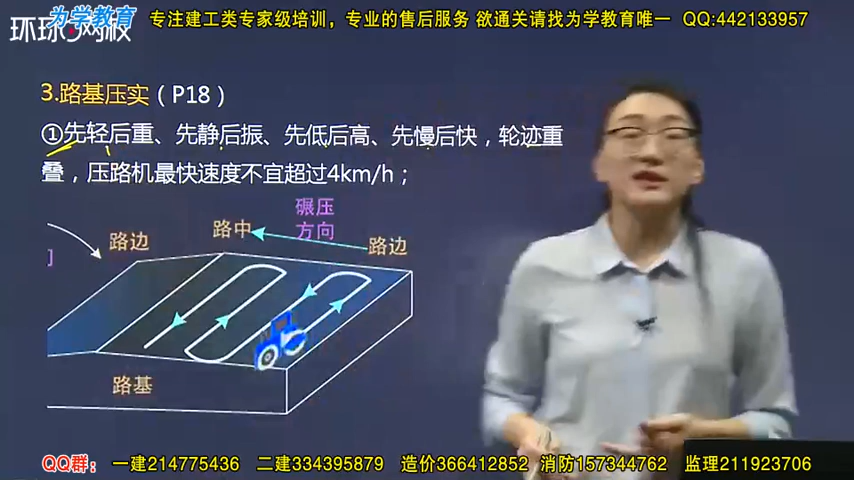 为学教育
环球网校
专注建工类专家级培训，专业的售后服务 欲通关请找为学教育唯一 QQ:442133957
3.路基压实（P18）
①先轻后重、先静后振、先低后高、先慢后快，轮迹重
叠，压路机最快速度不宜超过4km/h；
碾压
方向
路边
路中
路边
路基
QQ群： 一建214775436 二建334395879 造价366412852 消防157344762 监理211923706